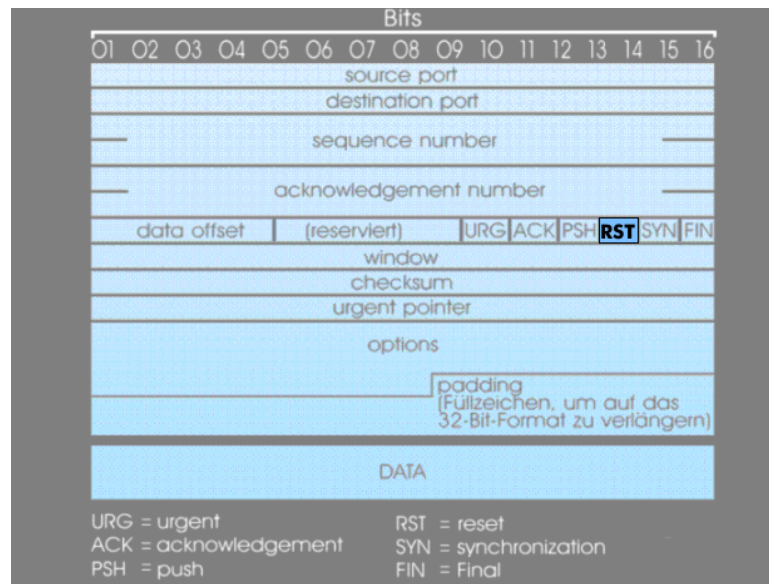 Bits
01 02 03 04 05 06 07 08 09 10 11 12 13 14 15 16
source port
destination port
sequence number
acknowledgement number
data offset (reserviert) URG ACK PSH RST SYN FIN
window
checksum
urgent pointer
options
padding
(Füllzeichen, um auf das
32-Bit-Format zu verlängern)
DATA
URG = urgent RST = reset
ACK = acknowledgement SYN = synchronization
PSH = push FIN = Final